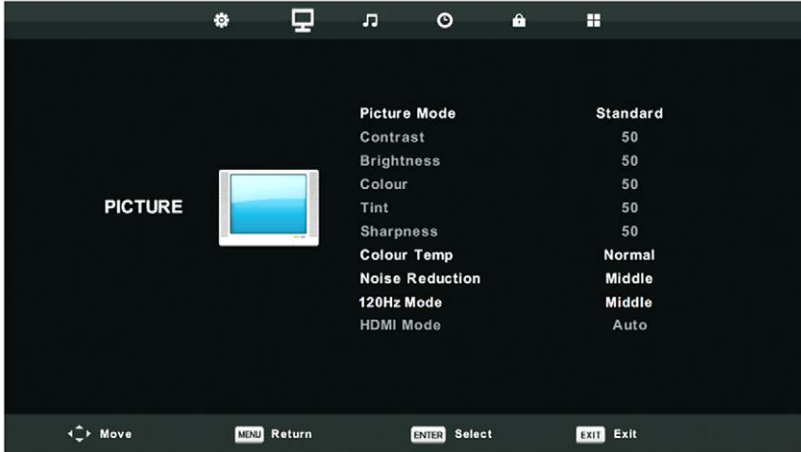 Picture Mode Standard
Contrast 50
Brightness 50
Colour 50
PICTURE
Tint 50
Sharpness 50
Colour Temp Normal
Noise Reduction Middle
120Hz Mode Middle
HDMI Mode Auto
Move MENU Return ENTER Select EXIT Exit